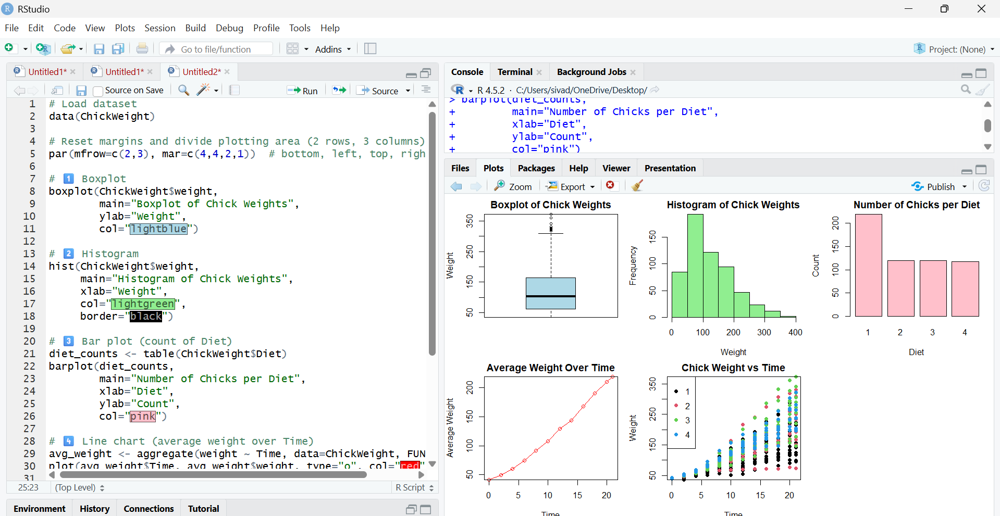 RStudio
File Edit Code View Plots Session Build Debug Profile Tools Help
Go to file/function Addins Project: (None)
Untitled1* Untitled1* Untitled2*
Source on Save Run Source
1 # Load dataset
2 data(ChickWeight)
3
4 # Reset margins and divide plotting area (2 rows, 3 columns)
5 par(mfrow=c(2,3), mar=c(4,4,2,1)) # bottom, left, top, righ
6
7 # 1 Boxplot
8 boxplot(ChickWeight$weight,
9 main="Boxplot of Chick Weights",
10 ylab="Weight",
11 col="lightblue")
12
13 # 2 Histogram
14 hist(ChickWeight$weight,
15 main="Histogram of Chick Weights",
16 xlab="Weight",
17 col="lightgreen",
18 border="black")
19
20 # 3 Bar plot (count of Diet)
21 diet_counts <- table(ChickWeight$Diet)
22 barplot(diet_counts,
23 main="Number of Chicks per Diet",
24 xlab="Diet",
25 ylab="Count",
26 col="pink")
27
28 # 4 Line chart (average weight over Time)
29 avg_weight <- aggregate(weight ~ Time, data=ChickWeight, FUN
30 plot(avg_weight$Time, avg_weight$weight, type="o", col="red"
31
25:23 (Top Level) R Script
Environment History Connections Tutorial
Console Terminal Background Jobs
R 4.5.2 · C:/Users/sivad/OneDrive/Desktop/
> barplot(diet_counts,
+ main="Number of Chicks per Diet",
+ xlab="Diet",
+ ylab="Count",
+ col="pink")
Files Plots Packages Help Viewer Presentation
Zoom Export Publish
Boxplot of Chick Weights
Weight
50 150 250 350
Histogram of Chick Weights
Frequency
0 50 100 150
0 100 200 300 400
Weight
Number of Chicks per Diet
Count
0 50 100 150 200
1 2 3 4
Diet
Average Weight Over Time
Average Weight
50 100 150 200
0 5 10 15 20
Time
Chick Weight vs Time
Weight
50 150 250 350
1
2
3
4
0 5 10 15 20
Time